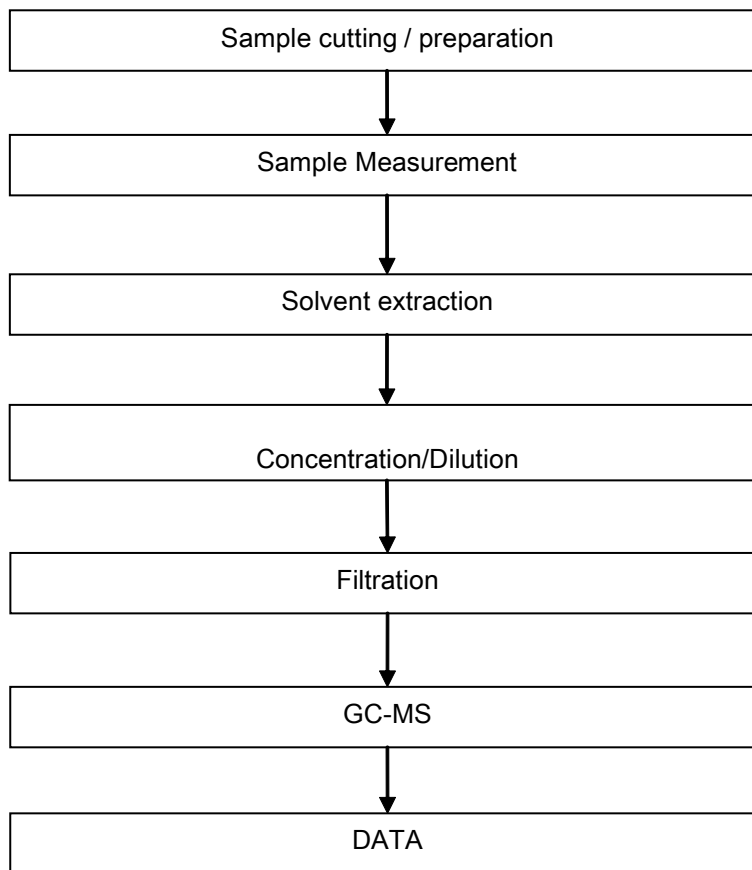 Sample cutting / preparation
Sample Measurement
Solvent extraction
Concentration/Dilution
Filtration
GC-MS
DATA